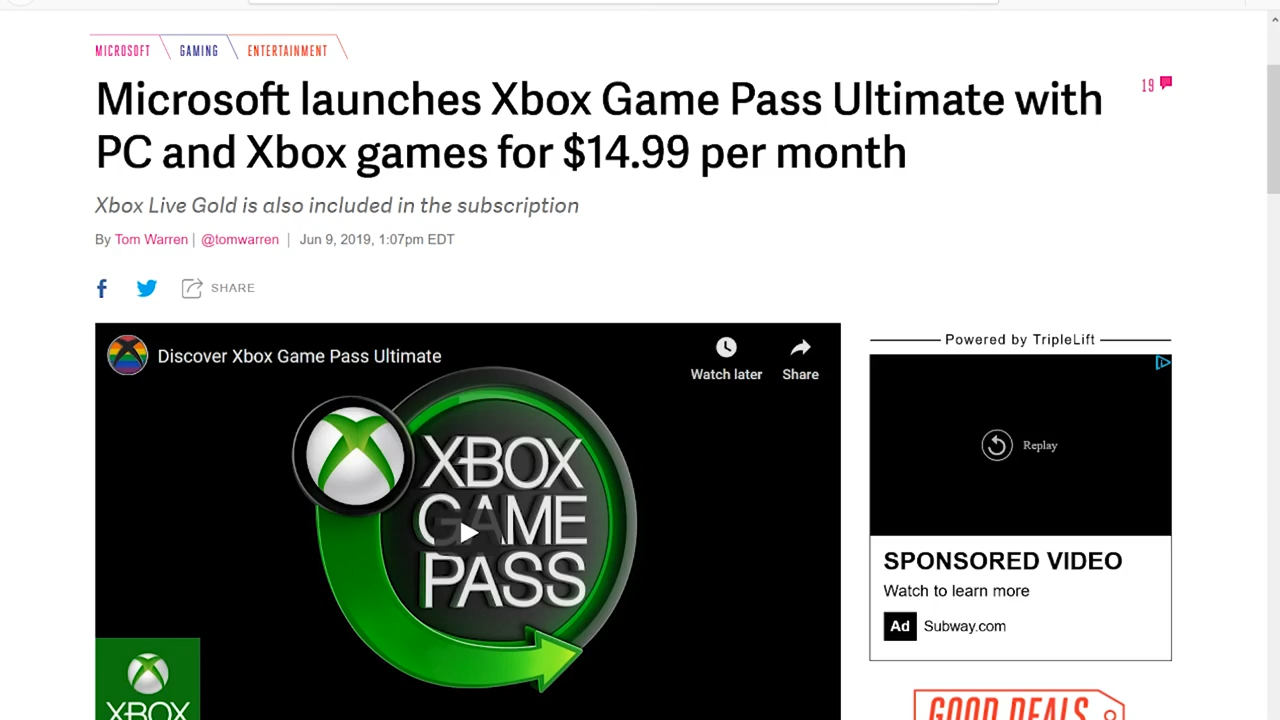 MICROSOFT GAMING ENTERTAINMENT
Microsoft launches Xbox Game Pass Ultimate with
PC and Xbox games for $14.99 per month
19
Xbox Live Gold is also included in the subscription
By Tom Warren | @tomwarren | Jun 9, 2019, 1:07pm EDT
SHARE
Discover Xbox Game Pass Ultimate
Watch later
Share
XBOX
GAME
PASS
XBOX
Powered by TripleLift
Replay
SPONSORED VIDEO
Watch to learn more
Ad Subway.com
GOOD DEALS